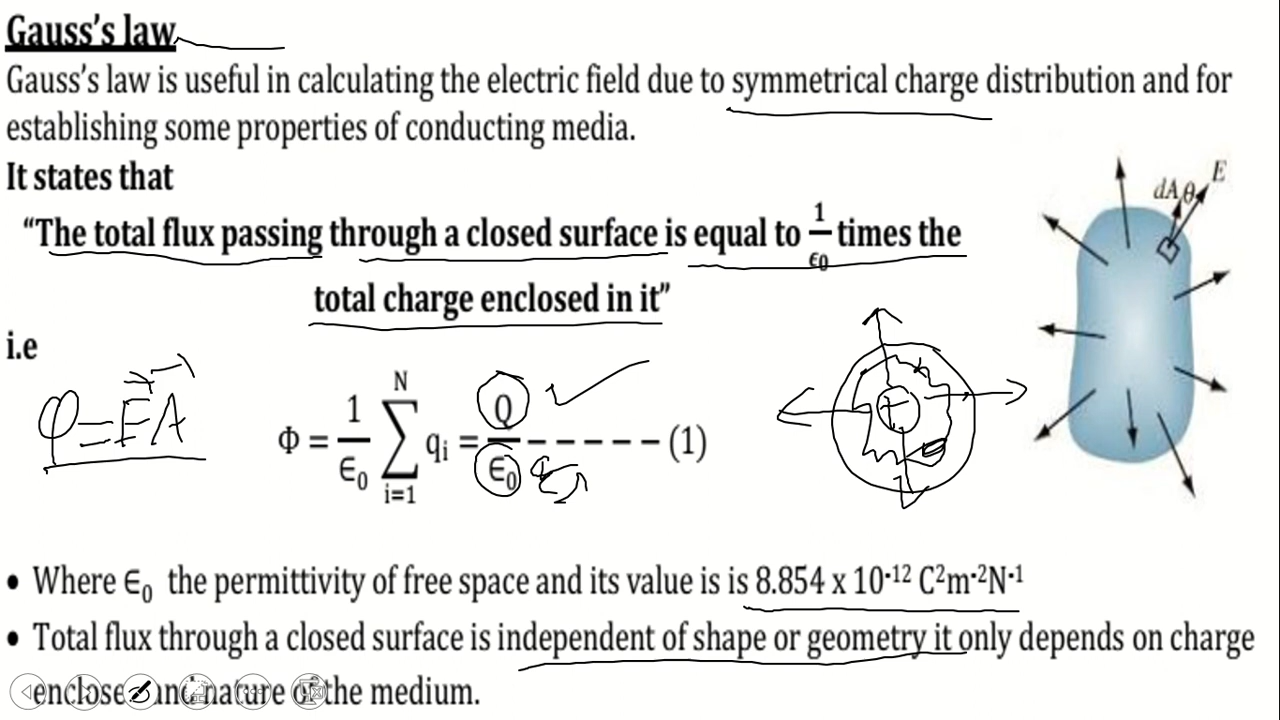 Gauss's law
Gauss's law is useful in calculating the electric field due to symmetrical charge distribution and for
establishing some properties of conducting media.
It states that
"The total flux passing through a closed surface is equal to 1/ϵ0 times the
total charge enclosed in it"
i.e
φ = E⃗ A⃗
Φ = 1/ϵ0 N ∑ i=1 qi = Q/ϵ0 - - - - - (1)
dA θ E
+
• Where ϵ0 the permittivity of free space and its value is is 8.854 x 10-12 C2m-2N-1
• Total flux through a closed surface is independent of shape or geometry it only depends on charge
enclosed and nature of the medium.